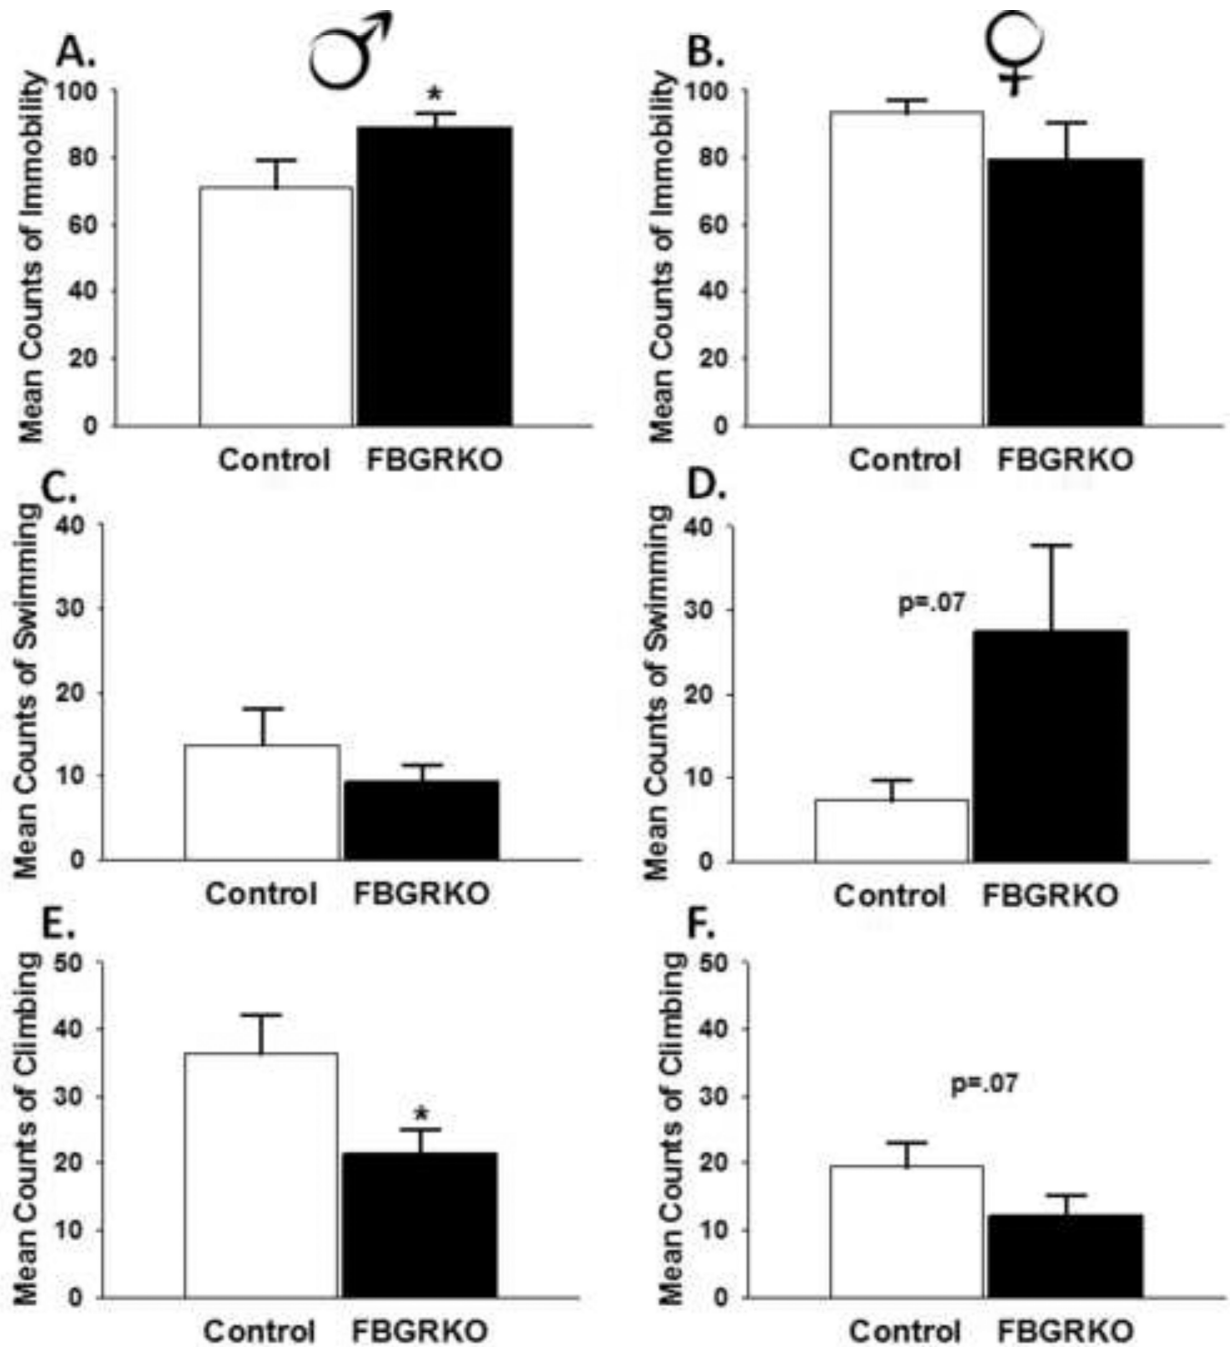 A.
Mean Counts of Immobility
100
80
60
40
20
0
*
Control FBGRKO
B.
Mean Counts of Immobility
100
80
60
40
20
0
Control FBGRKO
C.
Mean Counts of Swimming
40
30
20
10
0
Control FBGRKO
D.
Mean Counts of Swimming
40
30
20
10
0
p=.07
Control FBGRKO
E.
Mean Counts of Climbing
50
40
30
20
10
0
*
Control FBGRKO
F.
Mean Counts of Climbing
50
40
30
20
10
0
p=.07
Control FBGRKO